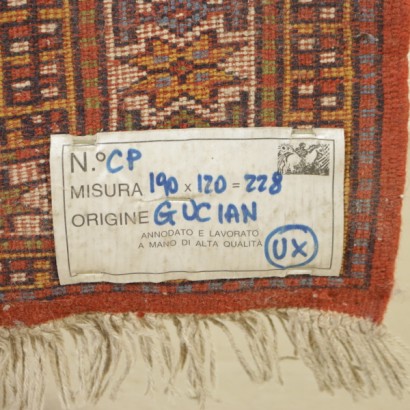 N.º CP
MISURA 190 x 120 = 228
ORIGINE GUCIAN
ANNODATO E LAVORATO
A MANO DI ALTA QUALITÀ
UX